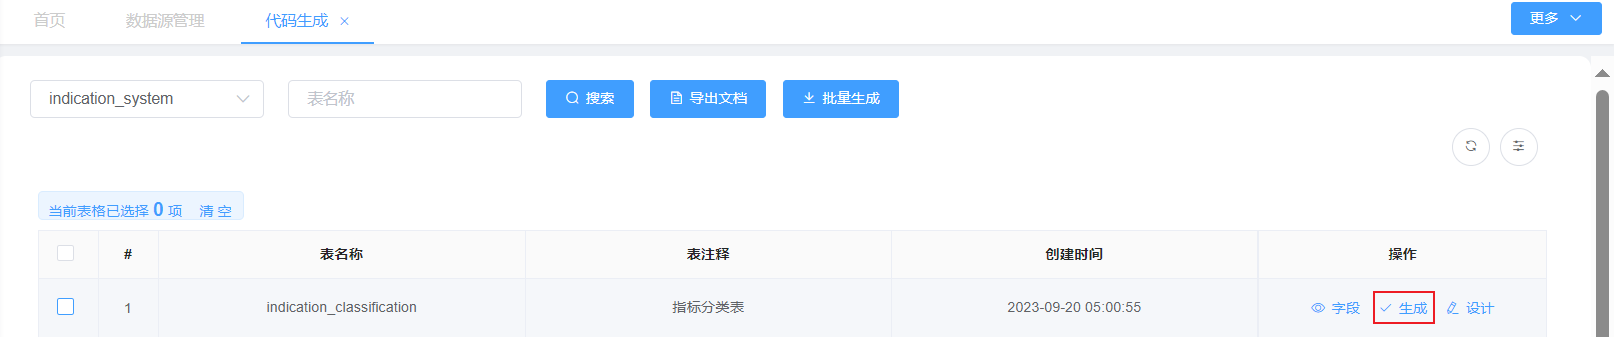 首页 数据源管理 代码生成 × 更多
indication_system 表名称 搜索 导出文档 批量生成
当前表格已选择 0 项 清 空
# 表名称 表注释 创建时间 操作
1 indication_classification 指标分类表 2023-09-20 05:00:55 字段 生成 设计